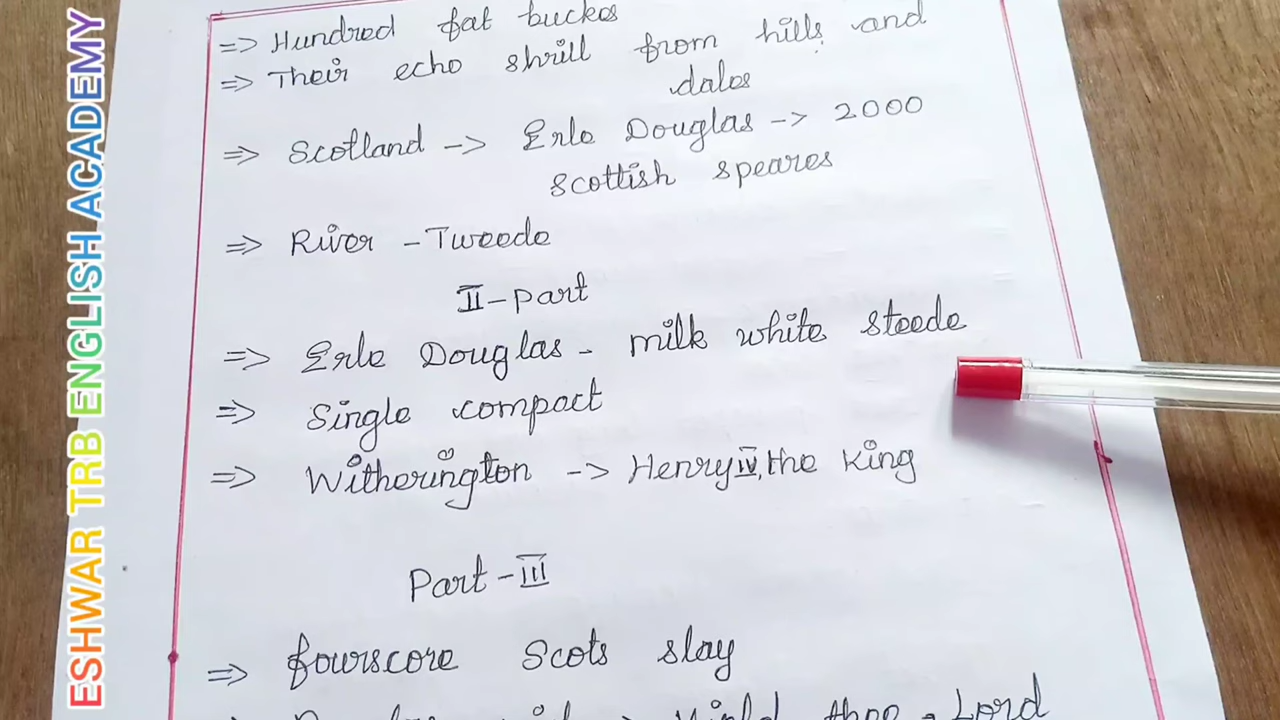 => Hundred fat buckes
=> Their echo shrill from hills and
dales
=> Scotland -> Erle Douglas -> 2000
scottish speares
=> River - Tweede
II - part
=> Erle Douglas - milk white steede
=> Single compact
=> Witherington -> Henry IV, the King
Part - III
=> fourscore Scots slay
Lord
ESHWAR TRB ENGLISH ACADEMY